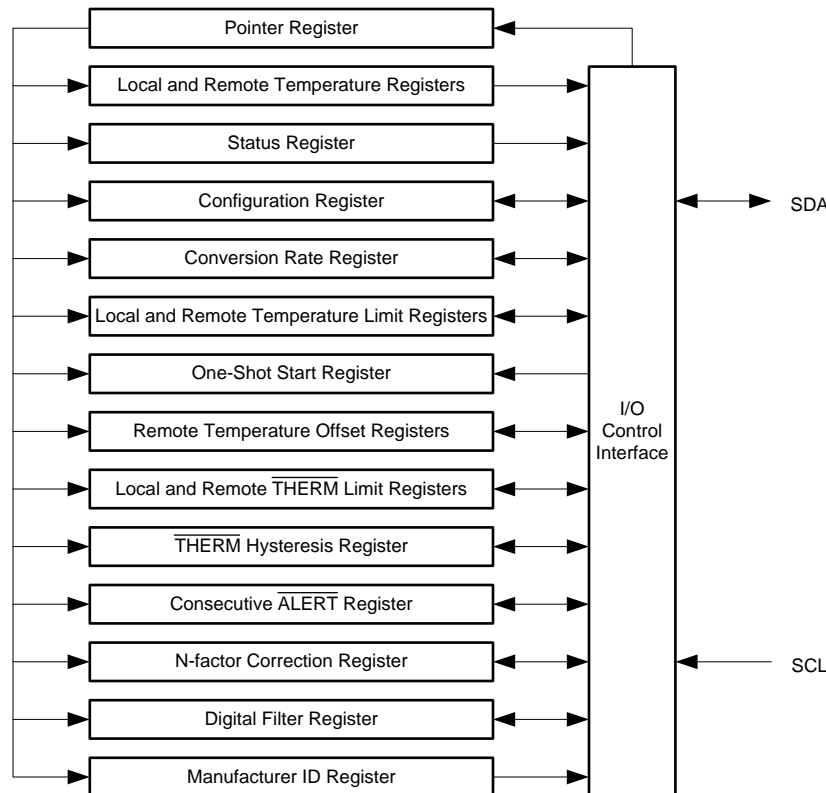 Pointer Register
Local and Remote Temperature Registers
Status Register
Configuration Register
SDA
Conversion Rate Register
Local and Remote Temperature Limit Registers
One-Shot Start Register
I/O
Control
Interface
Remote Temperature Offset Registers
Local and Remote THERM Limit Registers
THERM Hysteresis Register
Consecutive ALERT Register
N-factor Correction Register
SCL
Digital Filter Register
Manufacturer ID Register